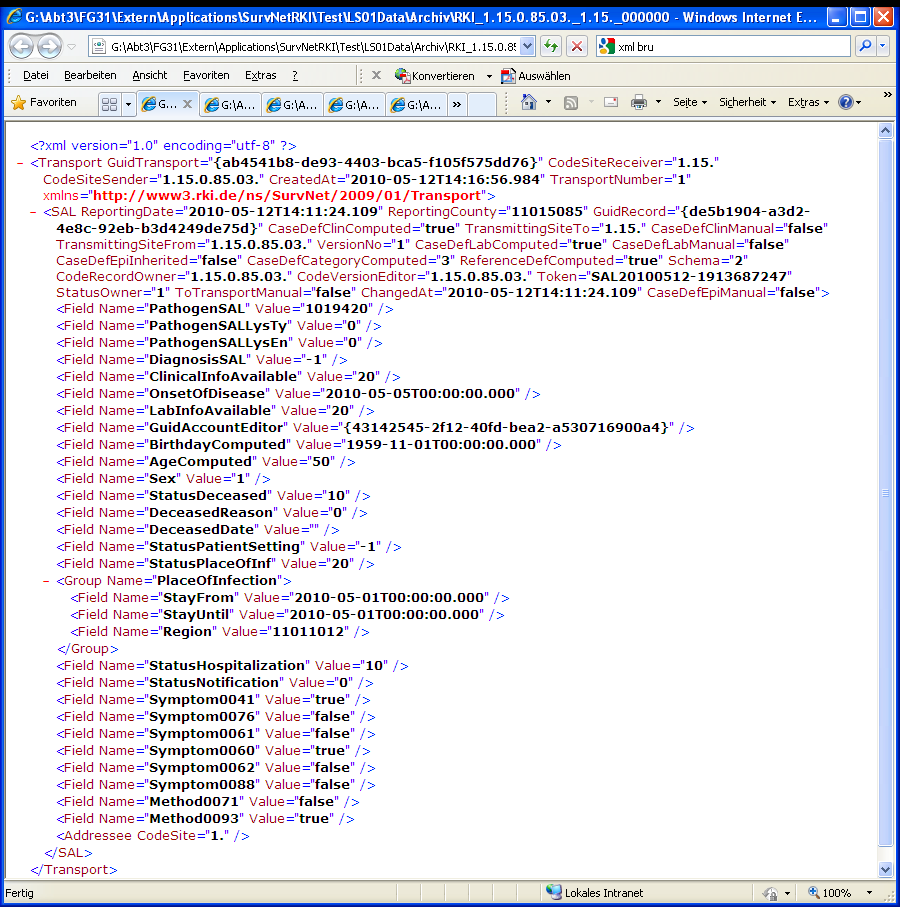 G:\Abt3\FG31\Extern\Applications\SurvNetRKI\Test\LS01Data\Archiv\RKI_1.15.0.85.03._1.15._000000 - Windows Internet E...
G:\Abt3\FG31\Extern\Applications\SurvNetRKI\Test\LS01Data\Archiv\RKI_1.15.0.85 xml bru
Datei Bearbeiten Ansicht Favoriten Extras ? Konvertieren Auswählen
Favoriten G... G:\A... G:\A... G:\A... G:\A... » Seite Sicherheit Extras »
<?xml version="1.0" encoding="utf-8" ?>
- <Transport GuidTransport="{ab4541b8-de93-4403-bca5-f105f575dd76}" CodeSiteReceiver="1.15."
CodeSiteSender="1.15.0.85.03." CreatedAt="2010-05-12T14:16:56.984" TransportNumber="1"
xmlns="http://www3.rki.de/ns/SurvNet/2009/01/Transport">
- <SAL ReportingDate="2010-05-12T14:11:24.109" ReportingCounty="11015085" GuidRecord="{de5b1904-a3d2-
4e8c-92eb-b3d4249de75d}" CaseDefClinComputed="true" TransmittingSiteTo="1.15." CaseDefClinManual="false"
TransmittingSiteFrom="1.15.0.85.03." VersionNo="1" CaseDefLabComputed="true" CaseDefLabManual="false"
CaseDefEpiInherited="false" CaseDefCategoryComputed="3" ReferenceDefComputed="true" Schema="2"
CodeRecordOwner="1.15.0.85.03." CodeVersionEditor="1.15.0.85.03." Token="SAL20100512-1913687247"
StatusOwner="1" ToTransportManual="false" ChangedAt="2010-05-12T14:11:24.109" CaseDefEpiManual="false">
<Field Name="PathogenSAL" Value="1019420" />
<Field Name="PathogenSALLysTy" Value="0" />
<Field Name="PathogenSALLysEn" Value="0" />
<Field Name="DiagnosisSAL" Value="-1" />
<Field Name="ClinicalInfoAvailable" Value="20" />
<Field Name="OnsetOfDisease" Value="2010-05-05T00:00:00.000" />
<Field Name="LabInfoAvailable" Value="20" />
<Field Name="GuidAccountEditor" Value="{43142545-2f12-40fd-bea2-a530716900a4}" />
<Field Name="BirthdayComputed" Value="1959-11-01T00:00:00.000" />
<Field Name="AgeComputed" Value="50" />
<Field Name="Sex" Value="1" />
<Field Name="StatusDeceased" Value="10" />
<Field Name="DeceasedReason" Value="0" />
<Field Name="DeceasedDate" Value="" />
<Field Name="StatusPatientSetting" Value="-1" />
<Field Name="StatusPlaceOfInf" Value="20" />
- <Group Name="PlaceOfInfection">
<Field Name="StayFrom" Value="2010-05-01T00:00:00.000" />
<Field Name="StayUntil" Value="2010-05-01T00:00:00.000" />
<Field Name="Region" Value="11011012" />
</Group>
<Field Name="StatusHospitalization" Value="10" />
<Field Name="StatusNotification" Value="0" />
<Field Name="Symptom0041" Value="true" />
<Field Name="Symptom0076" Value="false" />
<Field Name="Symptom0061" Value="false" />
<Field Name="Symptom0060" Value="true" />
<Field Name="Symptom0062" Value="false" />
<Field Name="Symptom0088" Value="false" />
<Field Name="Method0071" Value="false" />
<Field Name="Method0093" Value="true" />
<Addressee CodeSite="1." />
</SAL>
</Transport>
Fertig Lokales Intranet 100%